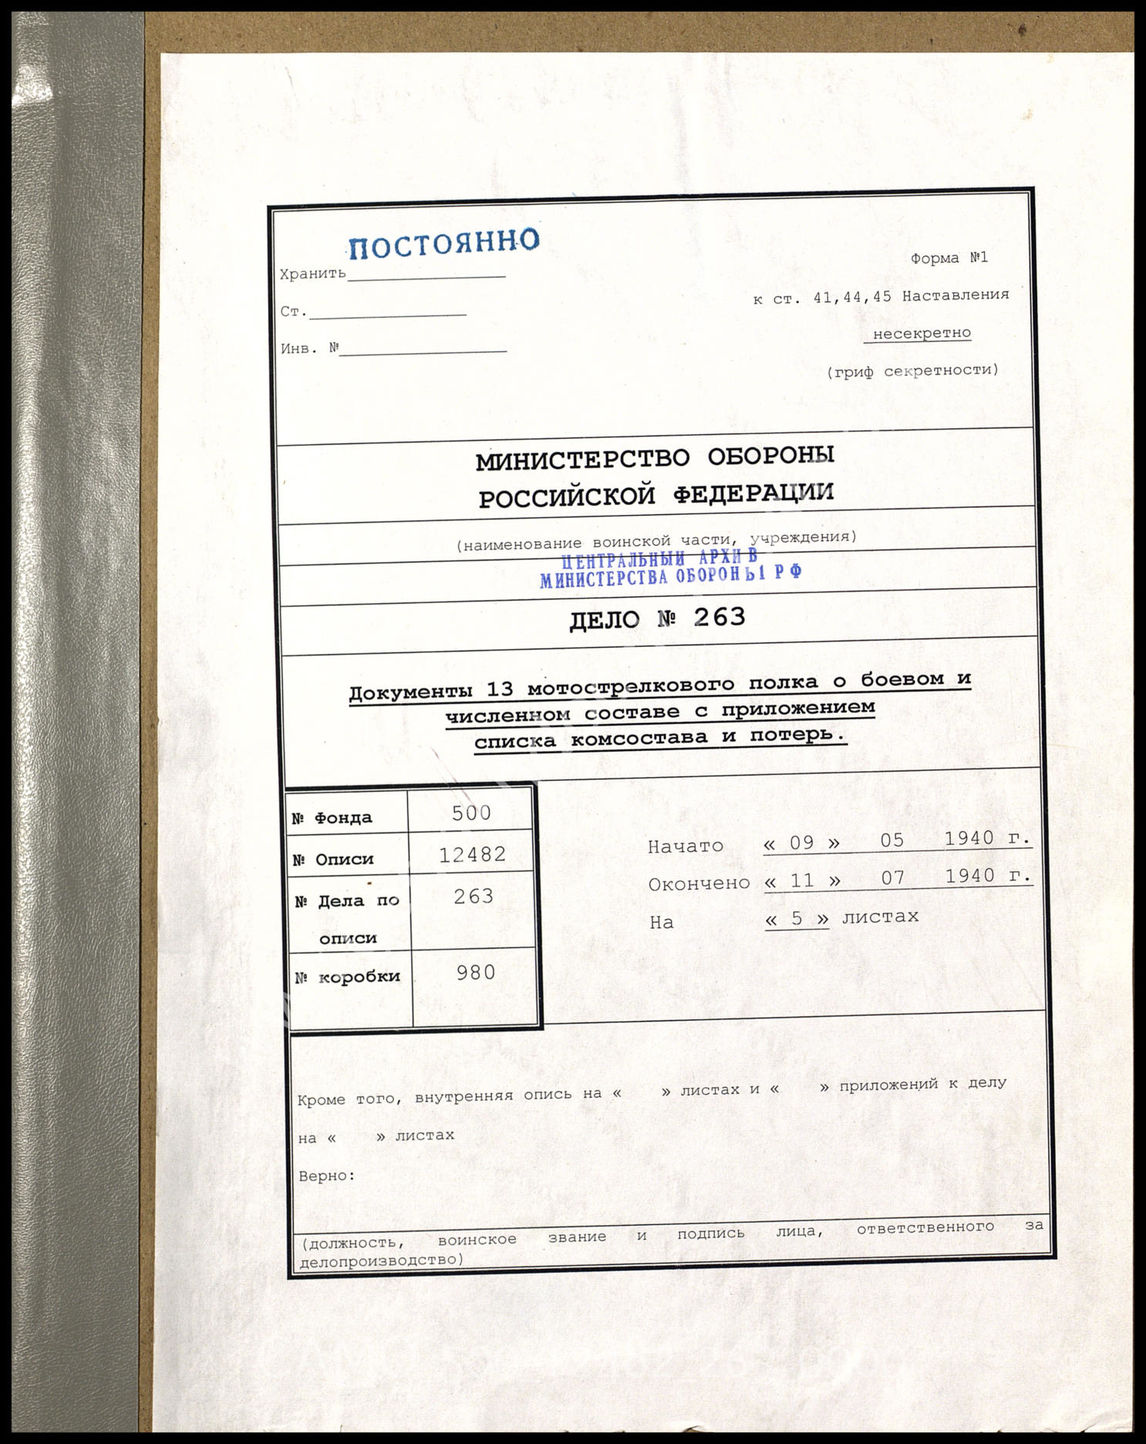 ПОСТОЯННО
Хранить
Форма №1
Ст.
к ст. 41,44,45 Наставления
Инв. №
несекретно
(гриф секретности)
МИНИСТЕРСТВО ОБОРОНЫ
РОССИЙСКОЙ ФЕДЕРАЦИИ
(наименование воинской части, учреждения)
ЦЕНТРАЛЬНЫЙ АРХИВ
МИНИСТЕРСТВА ОБОРОНЫ РФ
ДЕЛО № 263
Документы 13 мотострелкового полка о боевом и
численном составе с приложением
списка комсостава и потерь.
№ Фонда 500
№ Описи 12482
№ Дела по 263
описи
№ коробки 980
Начато « 09 » 05 1940 г.
Окончено « 11 » 07 1940 г.
На « 5 » листах
Кроме того, внутренняя опись на « » листах и « » приложений к делу
на « » листах
Верно:
(должность, воинское звание и подпись лица, ответственного за
делопроизводство)